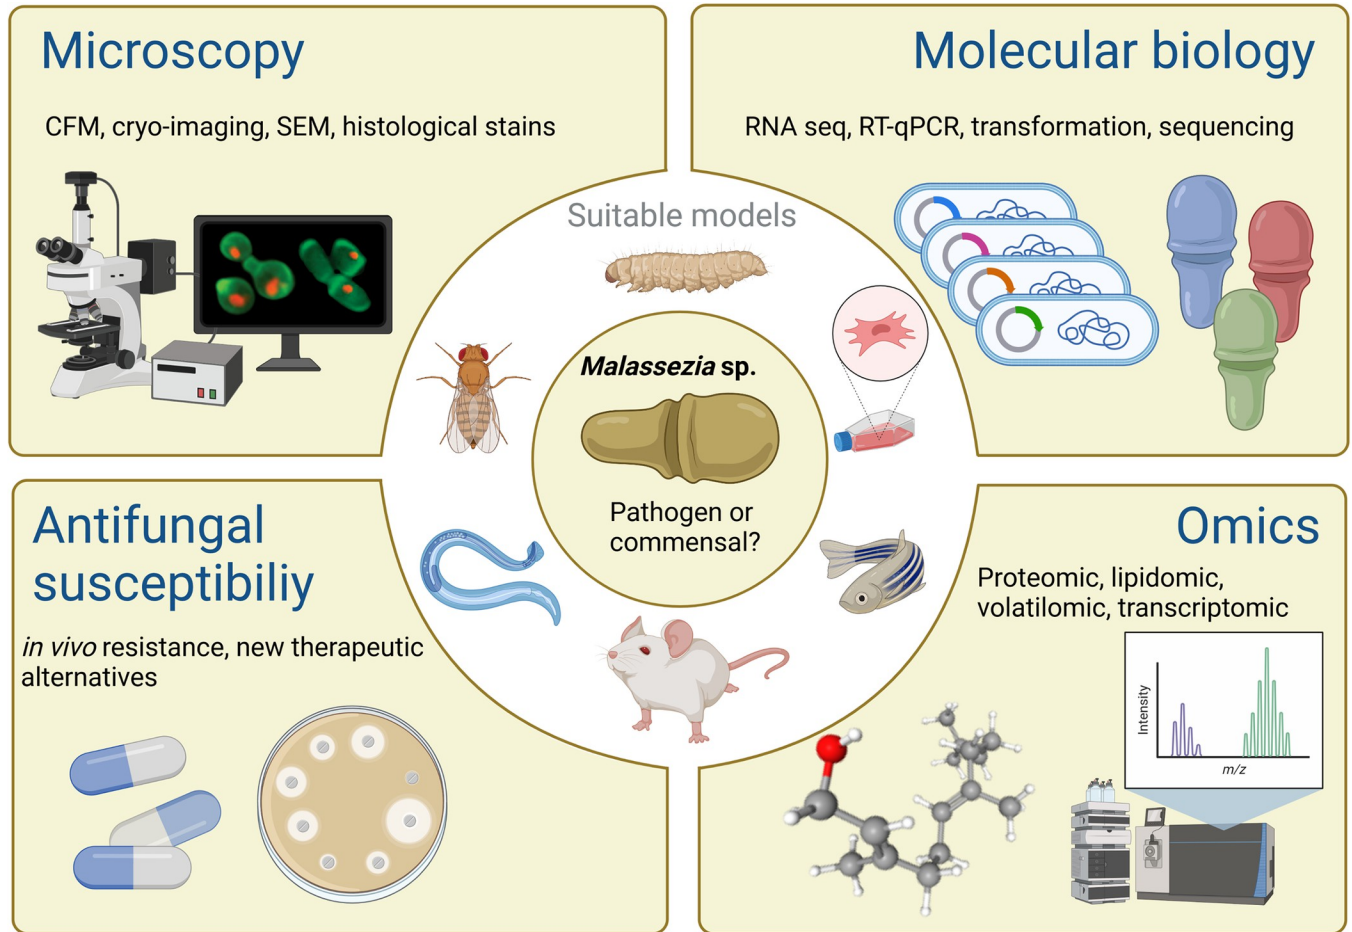 Microscopy
CFM, cryo-imaging, SEM, histological stains
Molecular biology
RNA seq, RT-qPCR, transformation, sequencing
Suitable models
Malassezia sp.
Pathogen or
commensal?
Antifungal
susceptibiliy
in vivo resistance, new therapeutic
alternatives
Omics
Proteomic, lipidomic,
volatilomic, transcriptomic
Intensity
m/z